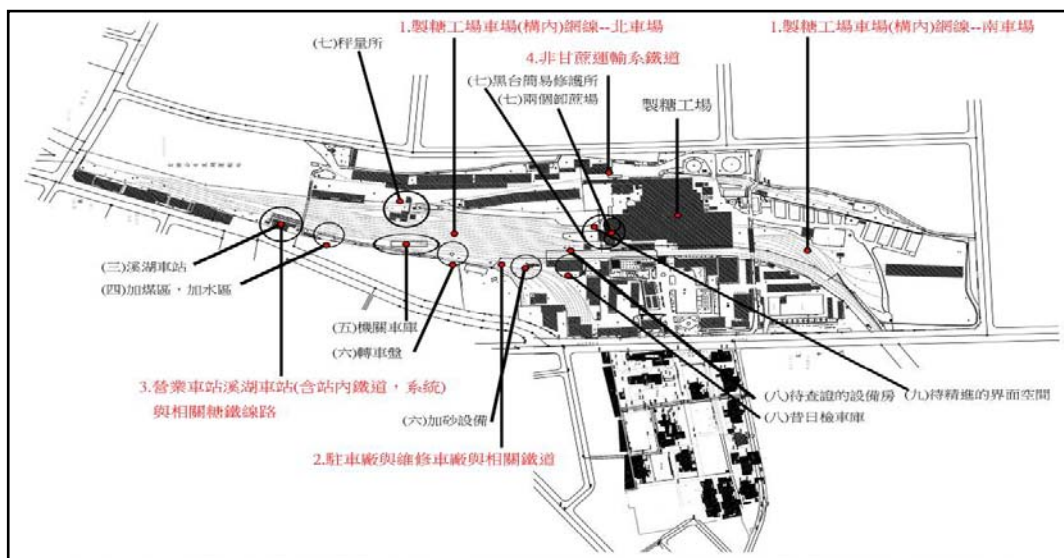 1.製糖工場車場(構內)網線--北車場
1.製糖工場車場(構內)網線--南車場
(七)秤量所
4.非甘蔗運輸系鐵道
(七)黑台簡易修護所
(七)兩個卸蔗場
製糖工場
(三)溪湖車站
(四)加煤區，加水區
(五)機關車庫
(六)轉車盤
3.營業車站溪湖車站(含站內鐵道，系統)
與相關糖鐵線路
(六)加砂設備
2.駐車廠與維修車廠與相關鐵道
(八)待查證的設備房
(九)待精進的界面空間
(八)昔日檢車庫